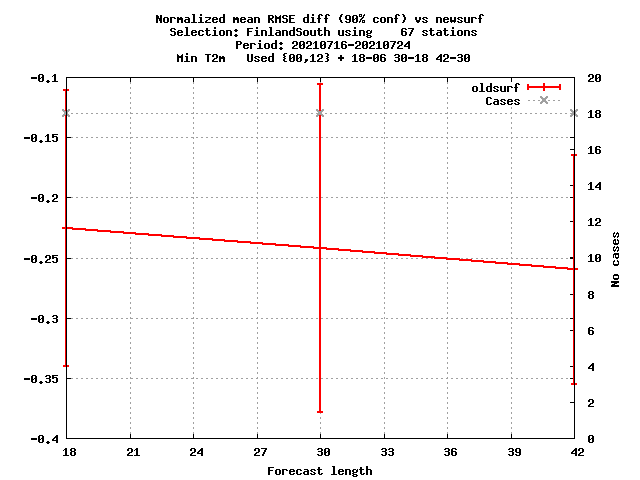 Normalized mean RMSE diff (90% conf) vs newsurf
Selection: FinlandSouth using    67 stations
Period: 20210716-20210724
Min T2m   Used {00,12} + 18-06 30-18 42-30
oldsurf
Cases
-0.1
-0.15
-0.2
-0.25
-0.3
-0.35
-0.4
20
18
16
14
12
10
8
6
4
2
0
No cases
18 21 24 27 30 33 36 39 42
Forecast length